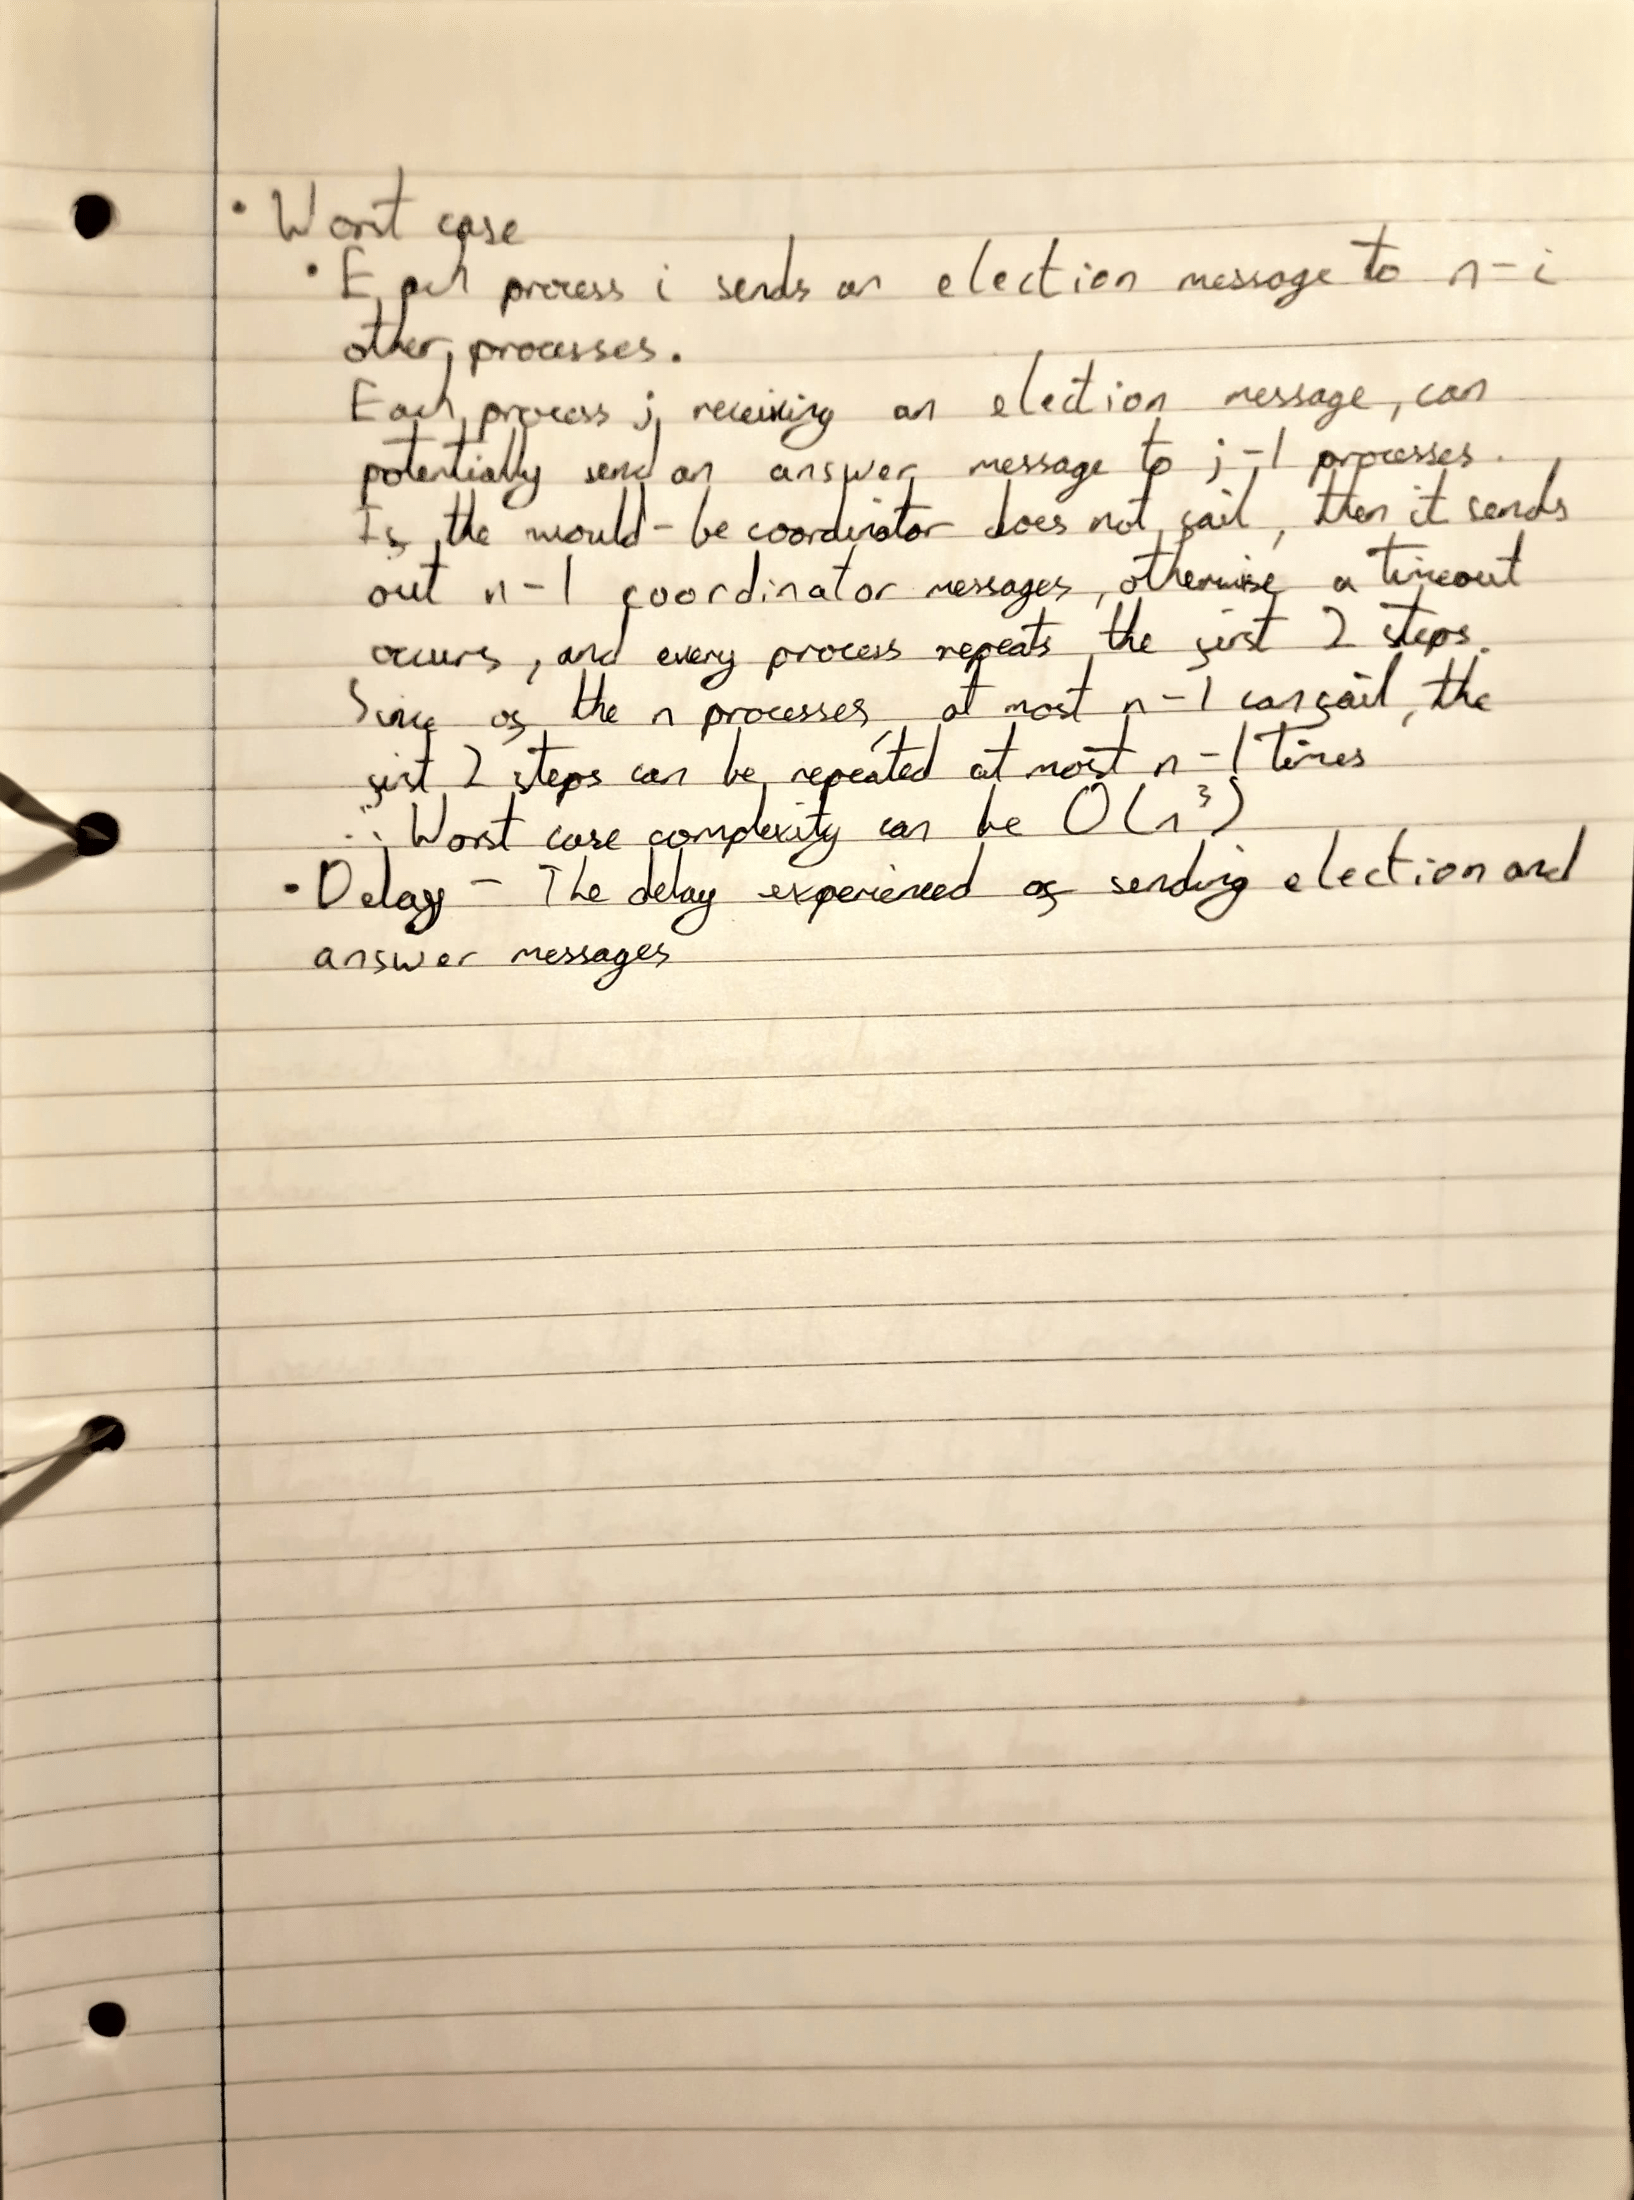 • Worst case
• Each process i sends an election message to n-i
other processes.
Each process j, receiving an election message, can
potentially send an answer message to j-1 processes.
If the would-be coordinator does not fail, then it sends
out n-1 coordinator messages, otherwise a timeout
occurs, and every process repeats the first 2 steps.
Since of the n processes, at most n-1 can fail, the
first 2 steps can be repeated at most n-1 times
∴ Worst case complexity can be O(n³)
• Delay - The delay experienced of sending election and
answer messages